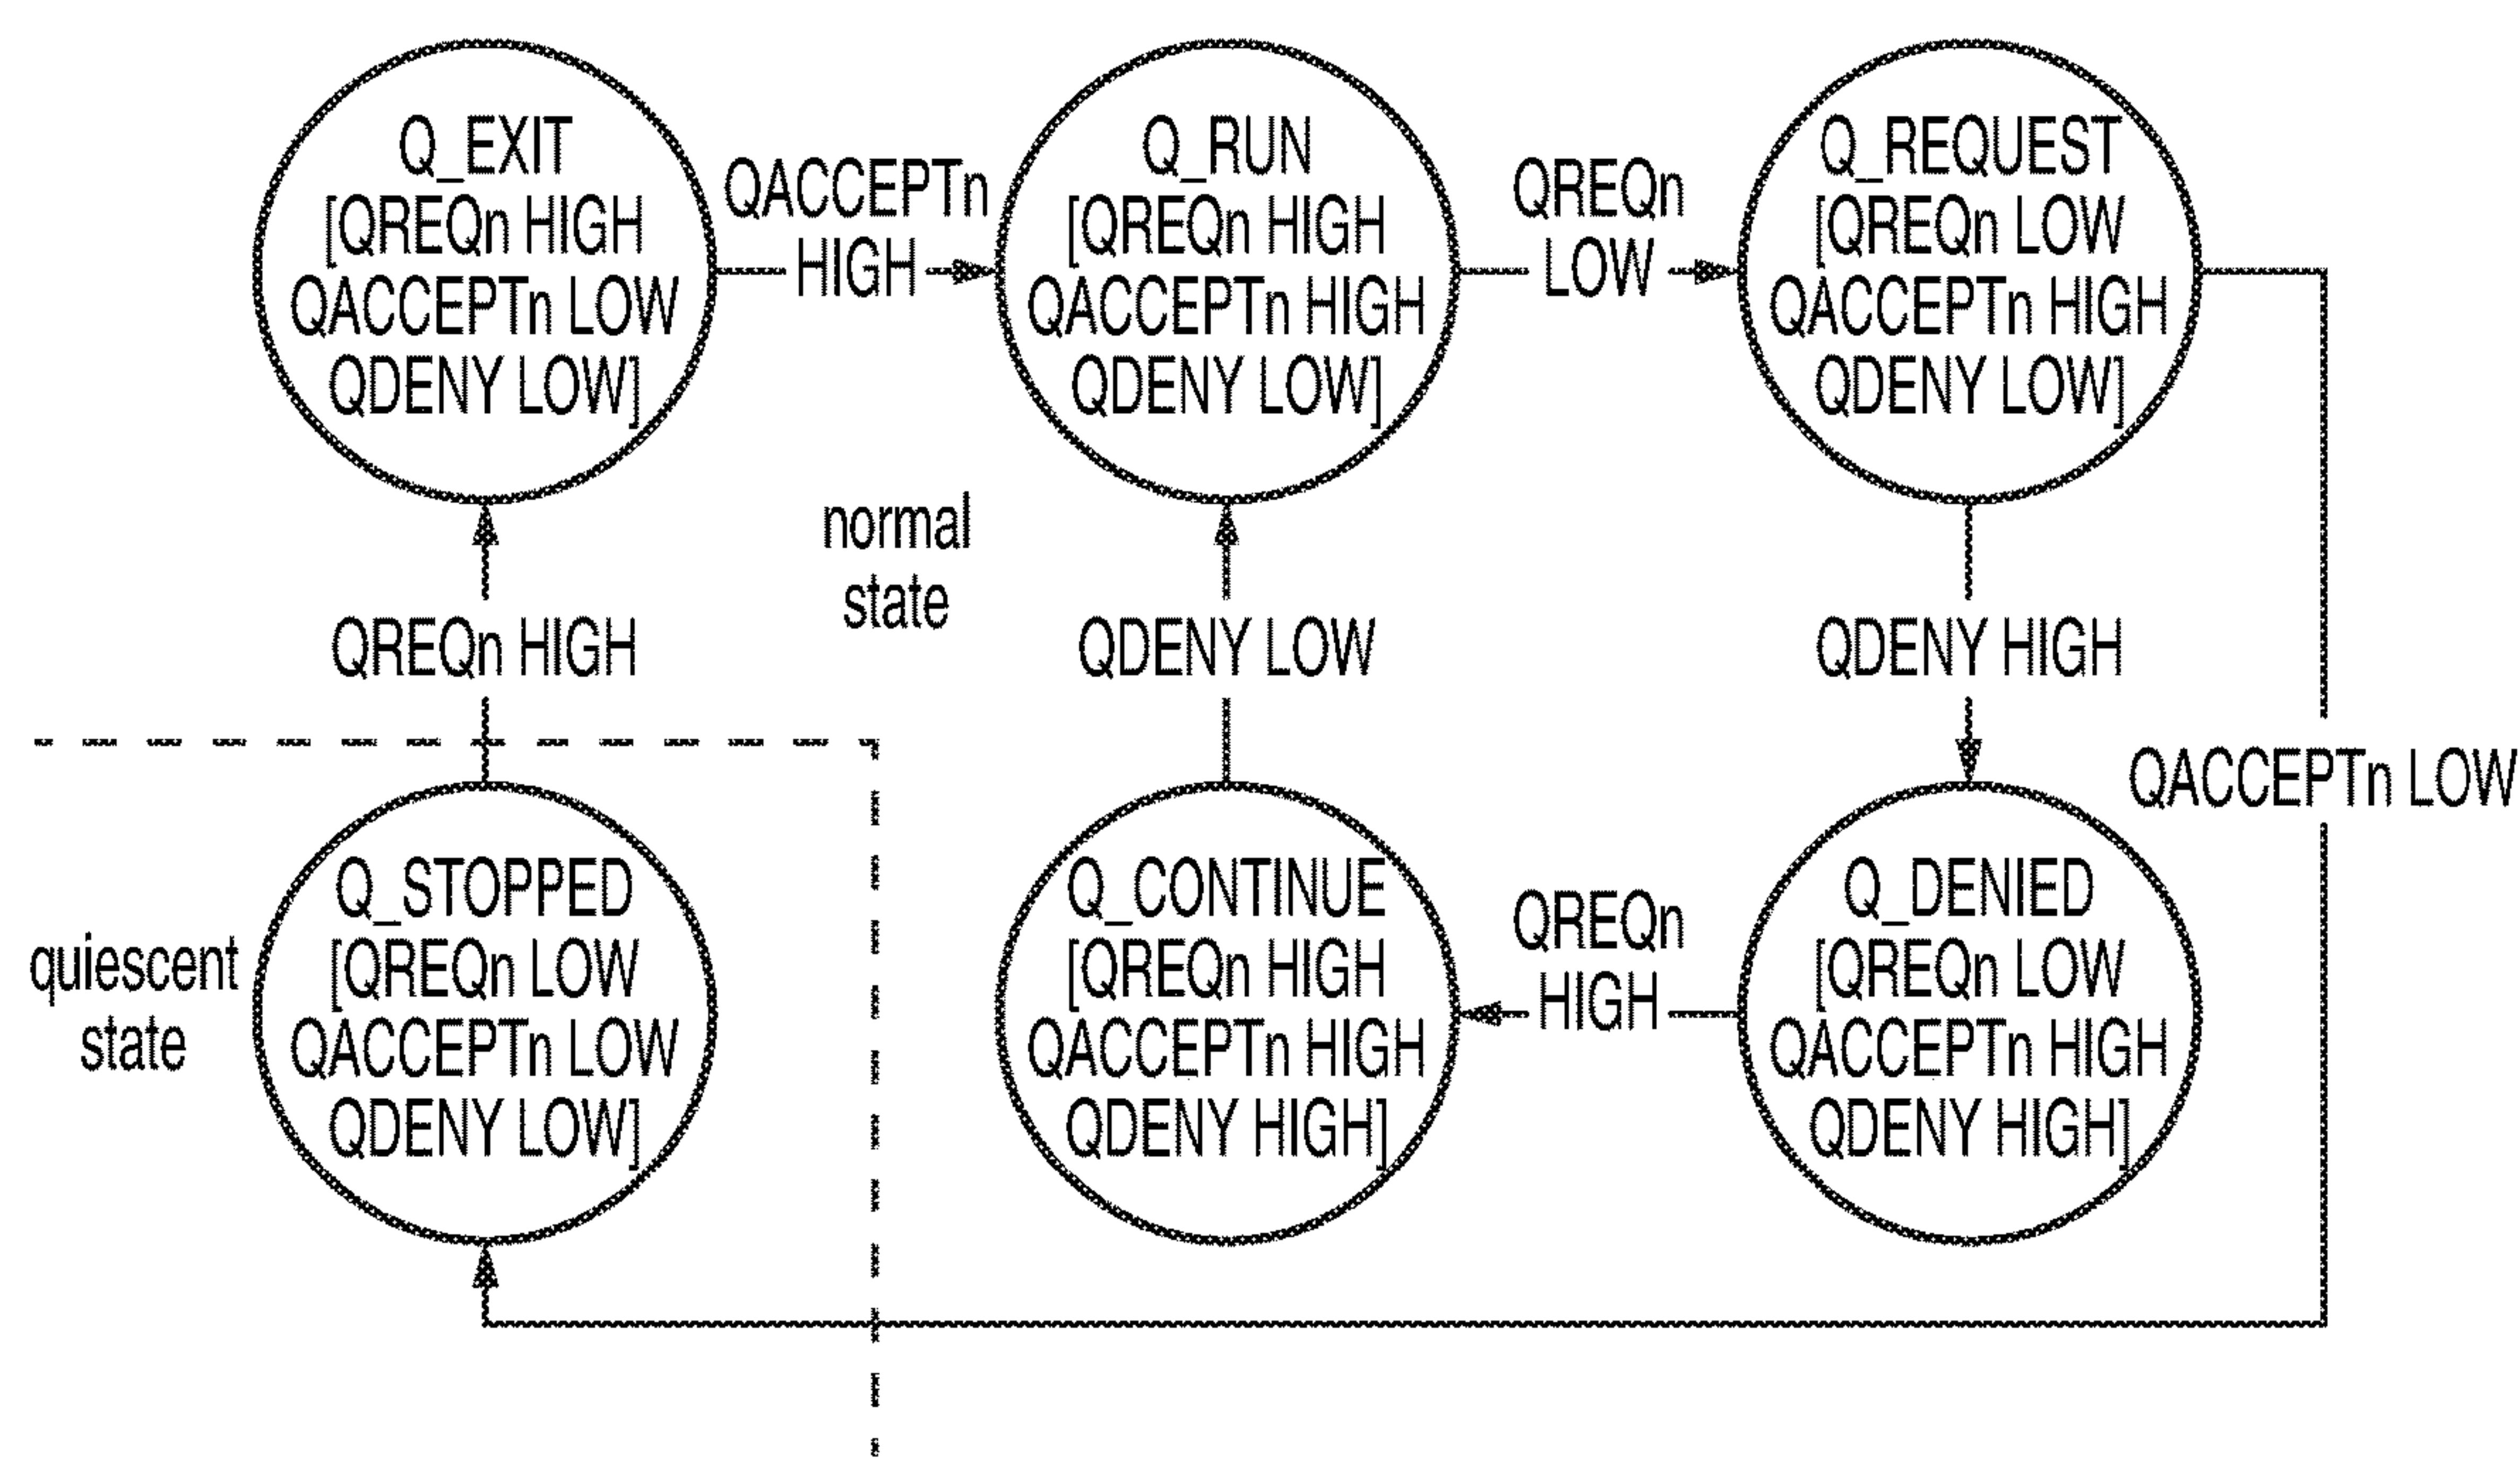 Q_EXIT
[QREQn HIGH
QACCEPTn LOW
QDENY LOW]
QACCEPTn
HIGH
Q_RUN
[QREQn HIGH
QACCEPTn HIGH
QDENY LOW]
QREQn
LOW
Q_REQUEST
[QREQn LOW
QACCEPTn HIGH
QDENY LOW]
normal
state
QREQn HIGH
QDENY LOW
QDENY HIGH
QACCEPTn LOW
quiescent
state
Q_STOPPED
[QREQn LOW
QACCEPTn LOW
QDENY LOW]
Q_CONTINUE
[QREQn HIGH
QACCEPTn HIGH
QDENY HIGH]
QREQn
HIGH
Q_DENIED
[QREQn LOW
QACCEPTn HIGH
QDENY HIGH]